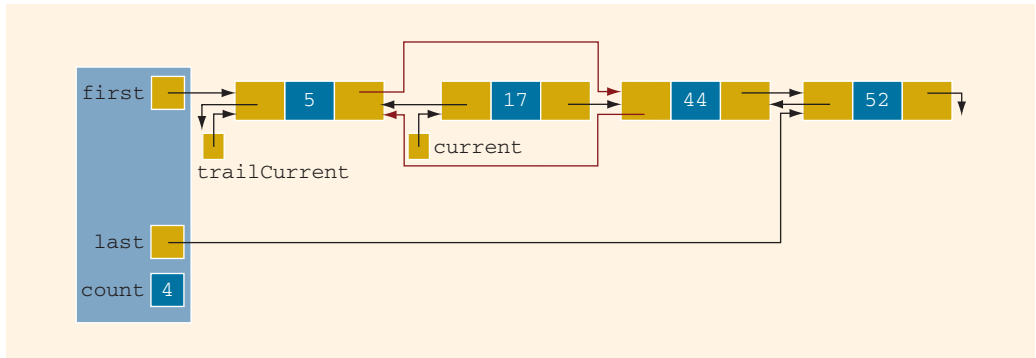 first 5 17 44 52
trailCurrent
current
last
count 4